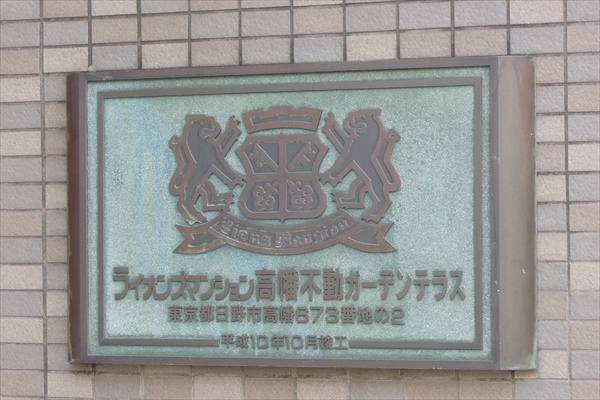 Lions Mansion
ライオンズマンション高幡不動ガーデンテラス
東京都日野市高幡673番地の2
平成10年10月竣工